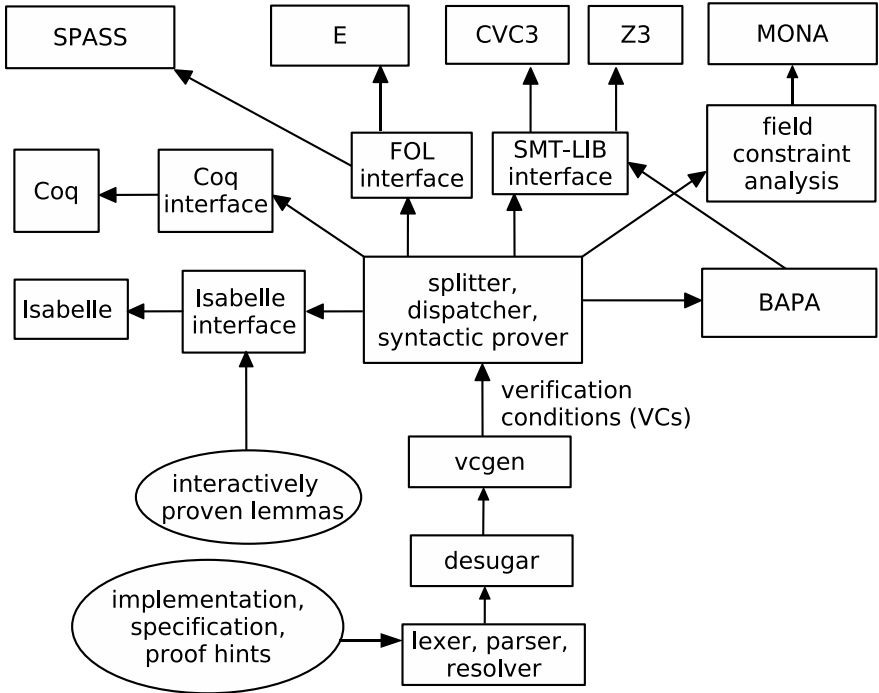 SPASS
E
CVC3
Z3
MONA
FOL
interface
SMT-LIB
interface
field
constraint
analysis
Coq
Coq
interface
Isabelle
Isabelle
interface
splitter,
dispatcher,
syntactic prover
BAPA
verification
conditions (VCs)
vcgen
interactively
proven lemmas
desugar
implementation,
specification,
proof hints
lexer, parser,
resolver